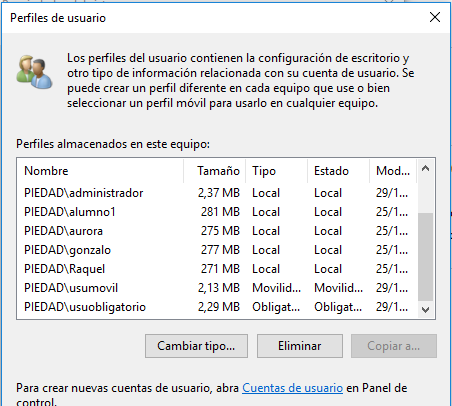 Perfiles de usuario
Los perfiles del usuario contienen la configuración de escritorio y
otro tipo de información relacionada con su cuenta de usuario. Se
puede crear un perfil diferente en cada equipo que use o bien
seleccionar un perfil móvil para usarlo en cualquier equipo.
Perfiles almacenados en este equipo:
Nombre Tamaño Tipo Estado Mod...
PIEDAD\administrador 2,37 MB Local Local 29/1...
PIEDAD\alumno1 281 MB Local Local 25/1...
PIEDAD\aurora 275 MB Local Local 25/1...
PIEDAD\gonzalo 277 MB Local Local 25/1...
PIEDAD\Raquel 271 MB Local Local 25/1...
PIEDAD\usumovil 2,13 MB Movilid... Movilid... 29/1...
PIEDAD\usuobligatorio 2,29 MB Obligat... Obligat... 29/1...
Cambiar tipo... Eliminar Copiar a...
Para crear nuevas cuentas de usuario, abra Cuentas de usuario en Panel de
control.